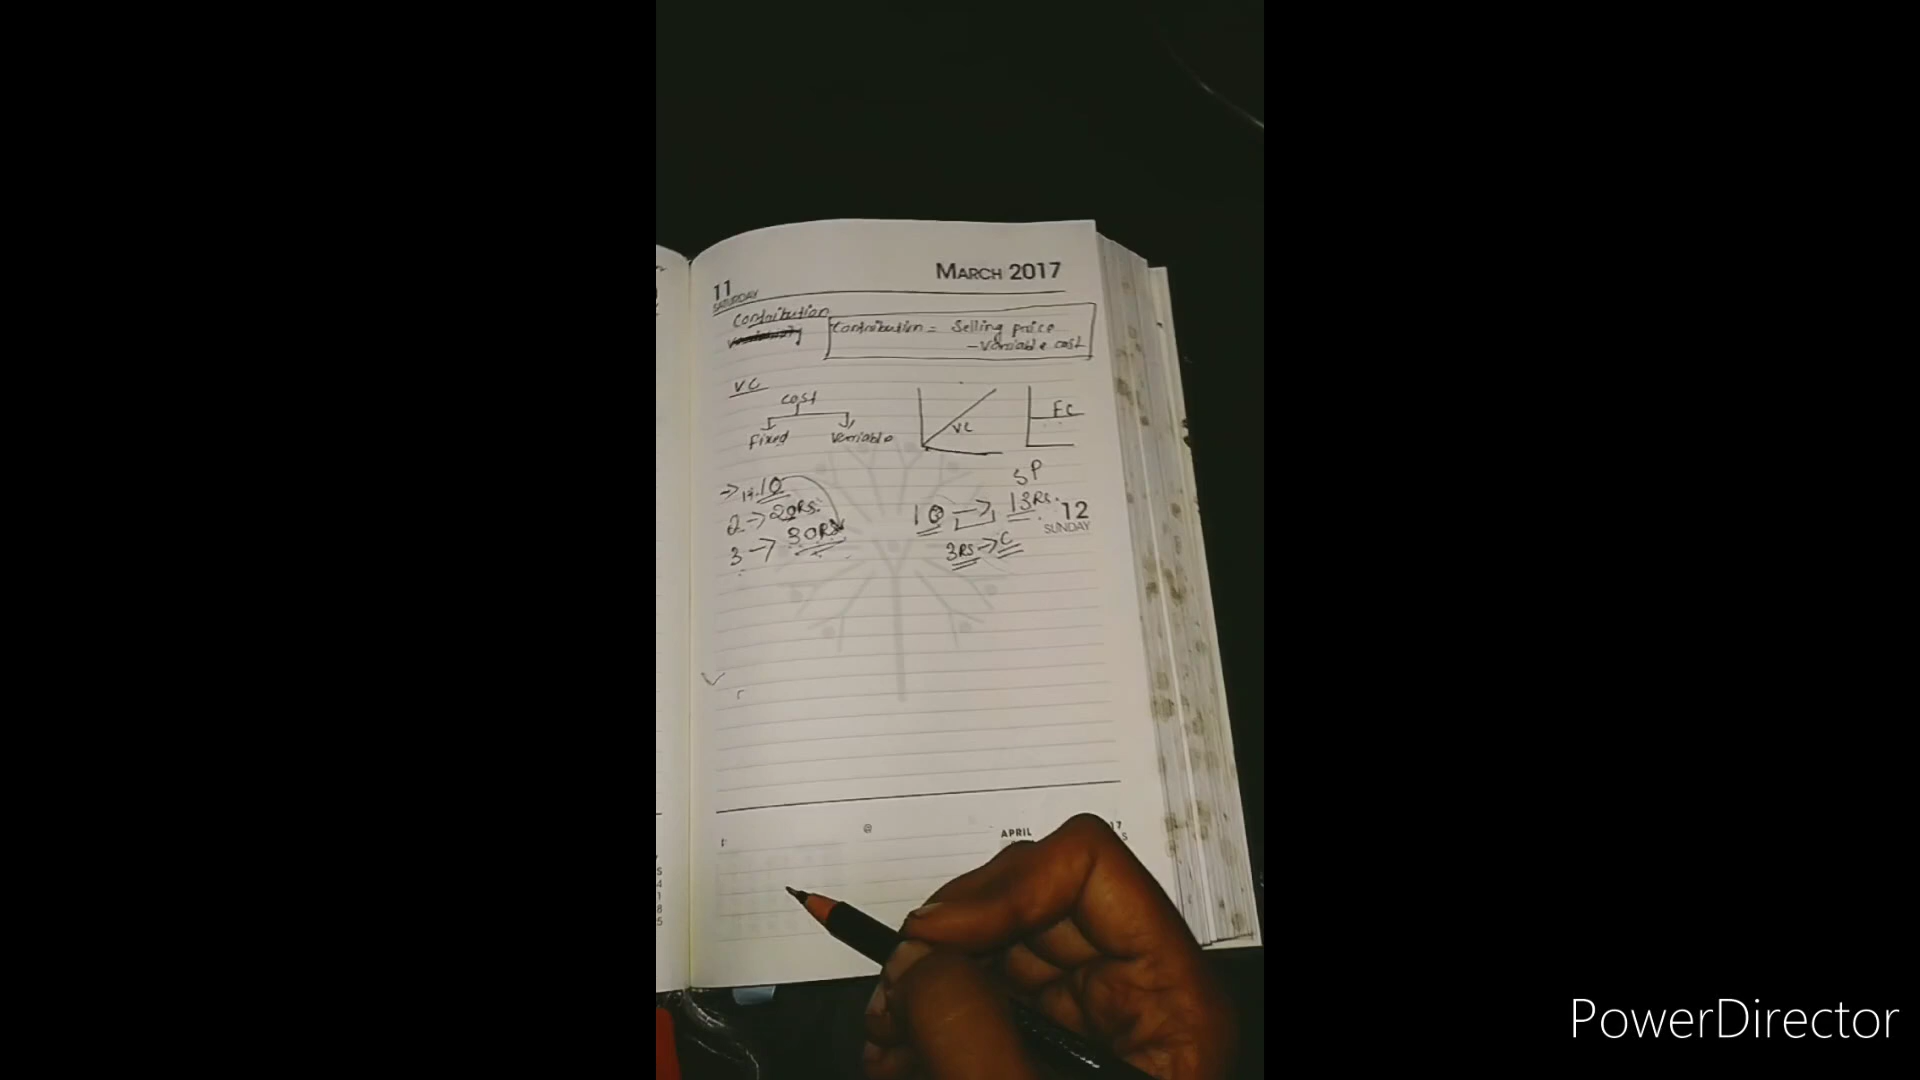 MARCH 2017
11
SATURDAY
Contribution
Contribution = Selling price
- Variable cost
VC
Cost
Fixed Variable
VC
FC
SP
→ 10
2 → 20RS.
3 → 30RS
10 → 13RS.
3RS → C
12
SUNDAY
APRIL
PowerDirector